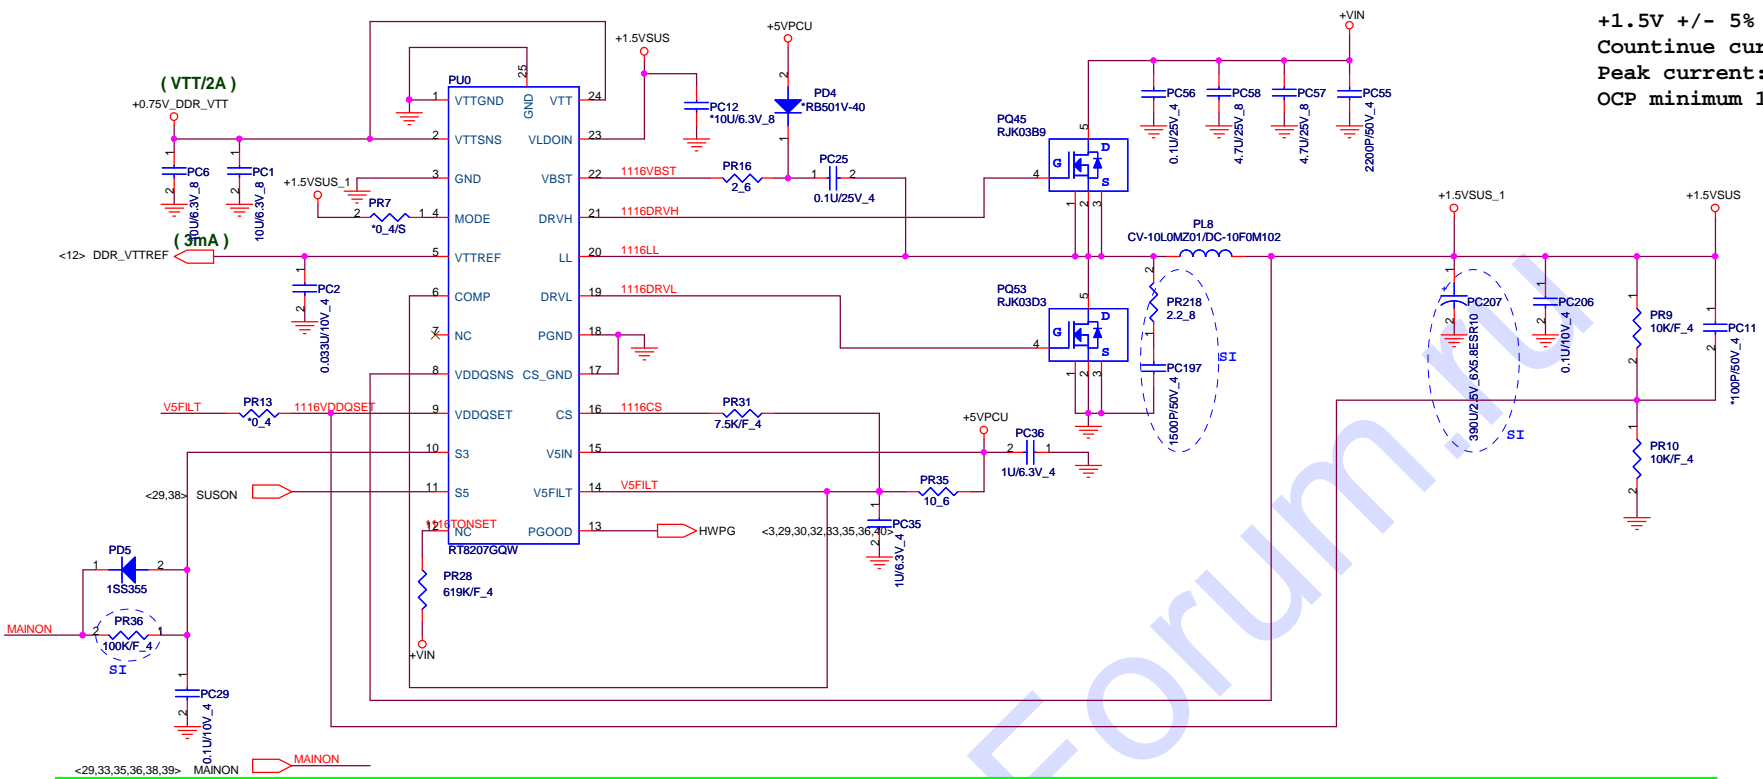 +1.5V +/- 5%
Countinue cur
Peak current:
OCP minimum 1
( VTT/2A )
+0.75V_DDR_VTT
PC6
10U/6.3V_8
PC1
10U/6.3V_8
+1.5VSUS_1
PR7
*0_4/S
( 3mA )
<12> DDR_VTTREF
PC2
0.033U/10V_4
V5FILT
PR13
*0_4
1116VDDQSET
<29,38> SUSON
PD5
1SS355
MAINON
PR36
100K/F_4
SI
PC29
0.1U/10V_4
<29,33,35,36,38,39> MAINON
MAINON
PU0
RT8207GQW
1 VTTGND
2 VTTSNS
3 GND
4 MODE
5 VTTREF
6 COMP
7 NC
8 VDDQSNS
9 VDDQSET
10 S3
11 S5
12 NC
1116TONSET
25 GND
VTT 24
VLDOIN 23
VBST 22
DRVH 21
LL 20
DRVL 19
PGND 18
CS_GND 17
CS 16
V5IN 15
V5FILT 14
PGOOD 13
PR28
619K/F_4
+VIN
+1.5VSUS
PC12
*10U/6.3V_8
+5VPCU
PD4
*RB501V-40
1116VBST
PR16
2_6
PC25
0.1U/25V_4
1116DRVH
1116LL
1116DRVL
1116CS
PR31
7.5K/F_4
+5VPCU
PC36
1U/6.3V_4
V5FILT
PR35
10_6
PC35
1U/6.3V_4
HWPG
<3,29,30,32,33,35,36,40>
+VIN
PC56
0.1U/25V_4
PC58
4.7U/25V_8
PC57
4.7U/25V_8
PC55
2200P/50V_4
PQ45
RJK03B9
G
D
S
PQ53
RJK03D3
G
D
S
PL8
CV-10L0MZ01/DC-10F0M102
PR218
2.2_8
PC197
1500P/50V_4
SI
+1.5VSUS_1
PC207
390U/2.5V_6X5.8ESR10
SI
PC206
0.1U/10V_4
+1.5VSUS
PR9
10K/F_4
PC11
*100P/50V_4
PR10
10K/F_4
Forum.ru